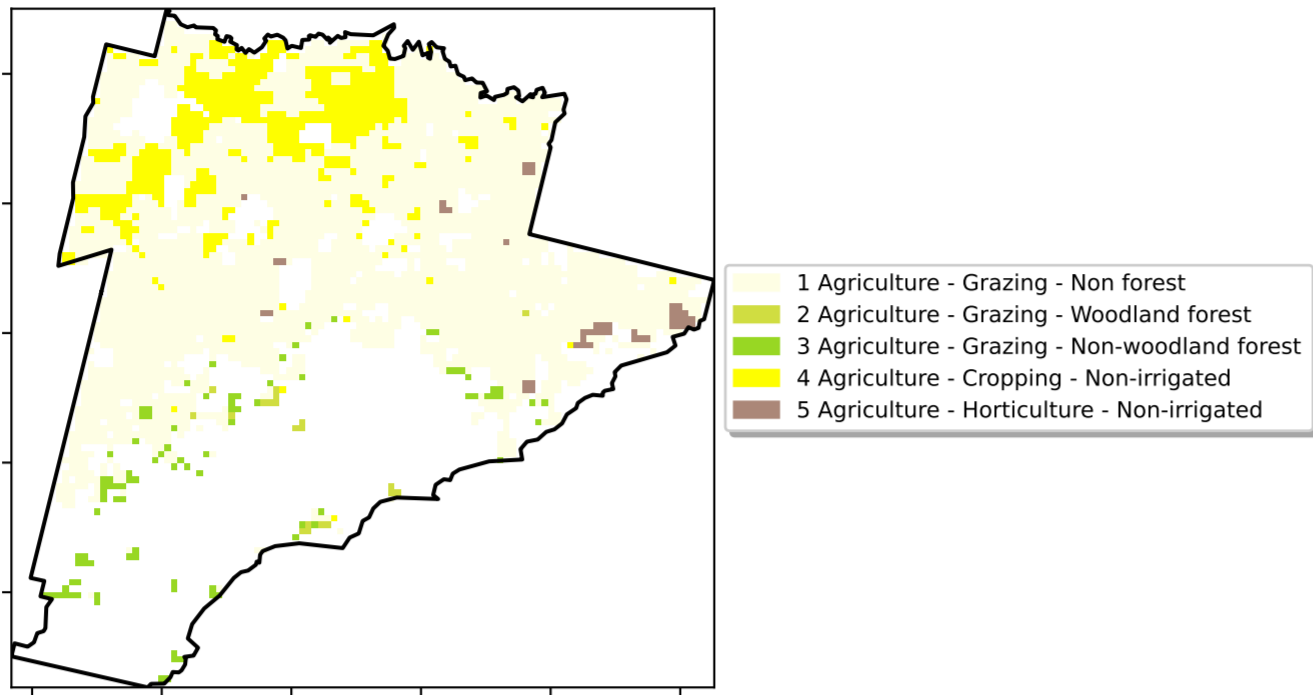 1 Agriculture - Grazing - Non forest
2 Agriculture - Grazing - Woodland forest
3 Agriculture - Grazing - Non-woodland forest
4 Agriculture - Cropping - Non-irrigated
5 Agriculture - Horticulture - Non-irrigated